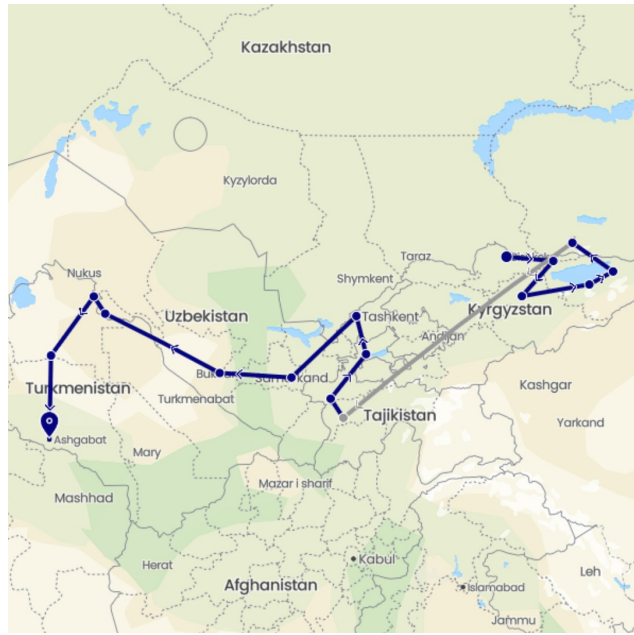 Kazakhstan
Kyzylorda
Taraz
Nukus
Shymkent
Uzbekistan
Tashkent
Kyrgyzstan
Andijan
Samarkand
Turkmenistan
Turkmenabat
Kashgar
Tajikistan
Yarkand
Ashgabat
Mary
Mashhad
Mazar i sharif
Herat
Kabul
Leh
Afghanistan
Islamabad
Jammu